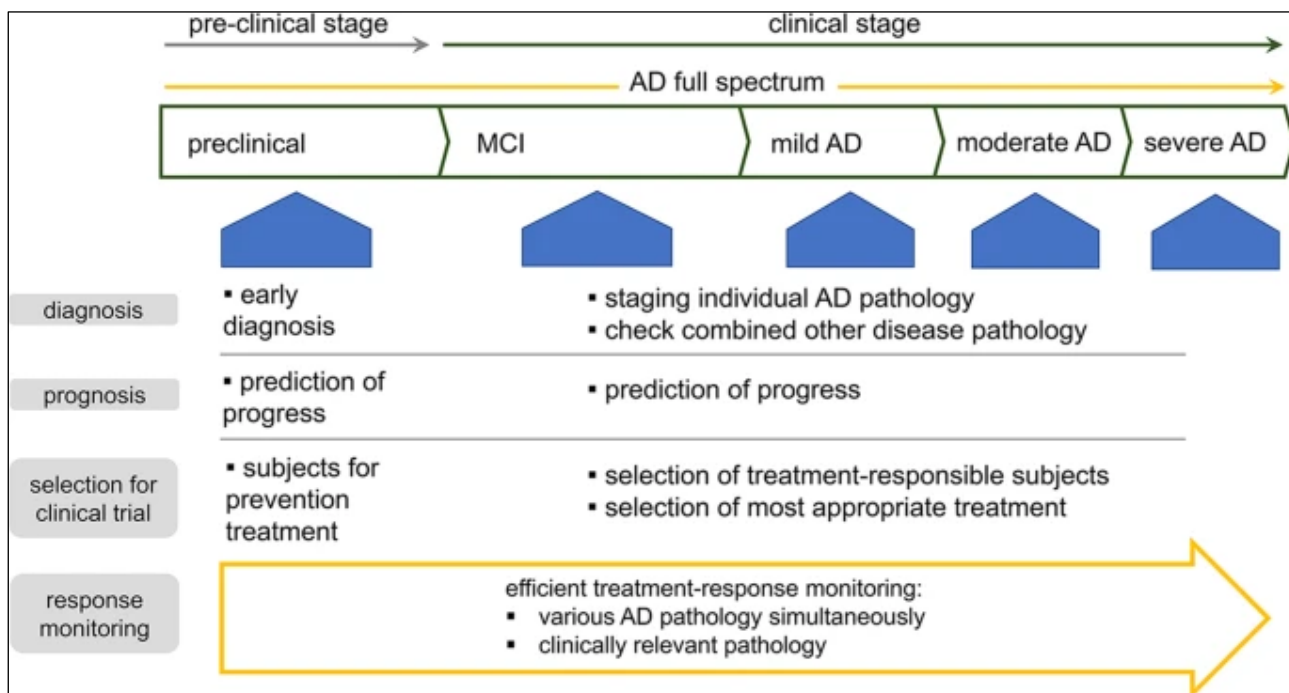 pre-clinical stage
clinical stage
AD full spectrum
preclinical
MCI
mild AD
moderate AD
severe AD
diagnosis
▪ early
diagnosis
▪ staging individual AD pathology
▪ check combined other disease pathology
prognosis
▪ prediction of
progress
▪ prediction of progress
selection for
clinical trial
▪ subjects for
prevention
treatment
▪ selection of treatment-responsible subjects
▪ selection of most appropriate treatment
response
monitoring
efficient treatment-response monitoring:
▪ various AD pathology simultaneously
▪ clinically relevant pathology